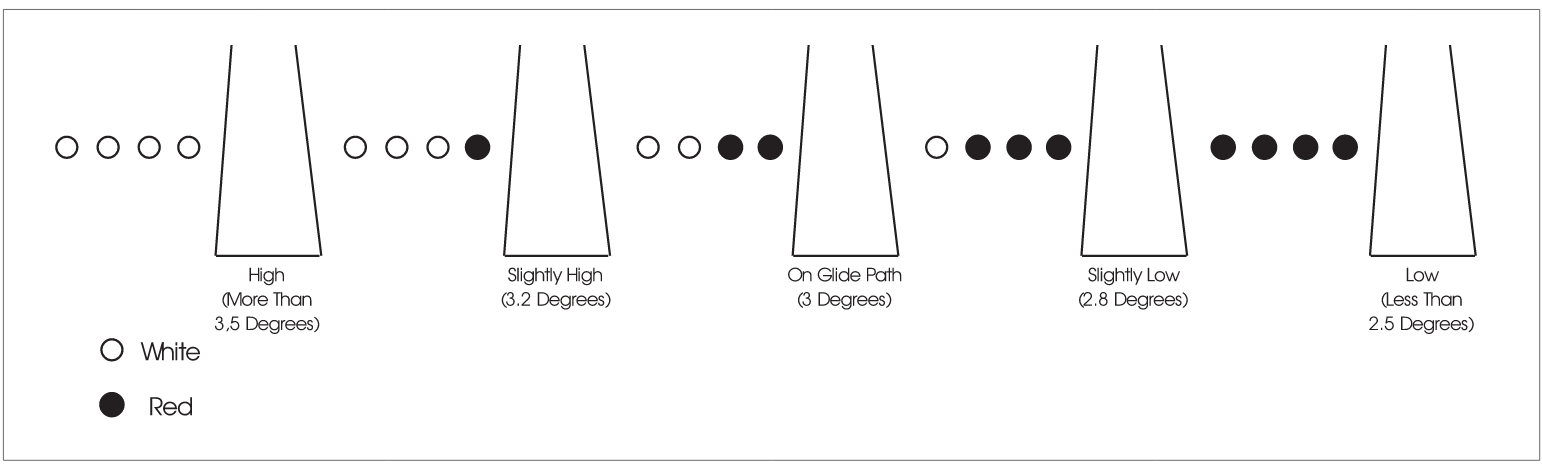 High
(More Than
3,5 Degrees)
Slightly High
(3.2 Degrees)
On Glide Path
(3 Degrees)
Slightly Low
(2.8 Degrees)
Low
(Less Than
2.5 Degrees)
White
Red